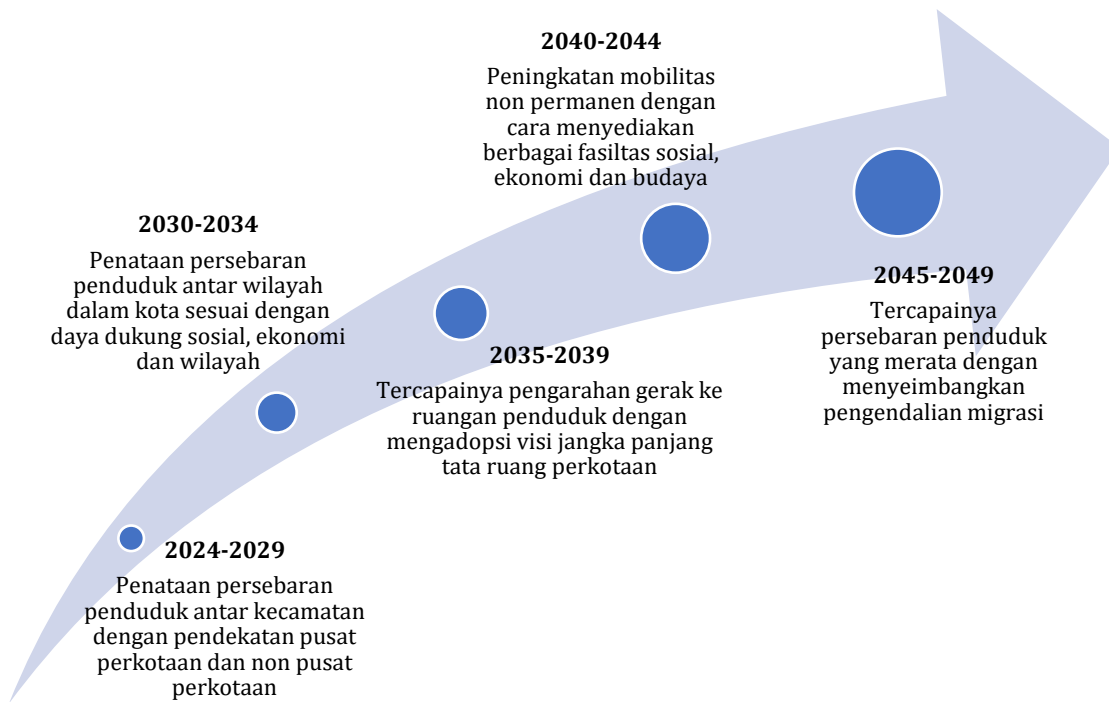 2024-2029
Penataan persebaran
penduduk antar kecamatan
dengan pendekatan pusat
perkotaan dan non pusat
perkotaan
2030-2034
Penataan persebaran
penduduk antar wilayah
dalam kota sesuai dengan
daya dukung sosial, ekonomi
dan wilayah
2035-2039
Tercapainya pengarahan gerak ke
ruangan penduduk dengan
mengadopsi visi jangka panjang
tata ruang perkotaan
2040-2044
Peningkatan mobilitas
non permanen dengan
cara menyediakan
berbagai fasiltas sosial,
ekonomi dan budaya
2045-2049
Tercapainya
persebaran penduduk
yang merata dengan
menyeimbangkan
pengendalian migrasi